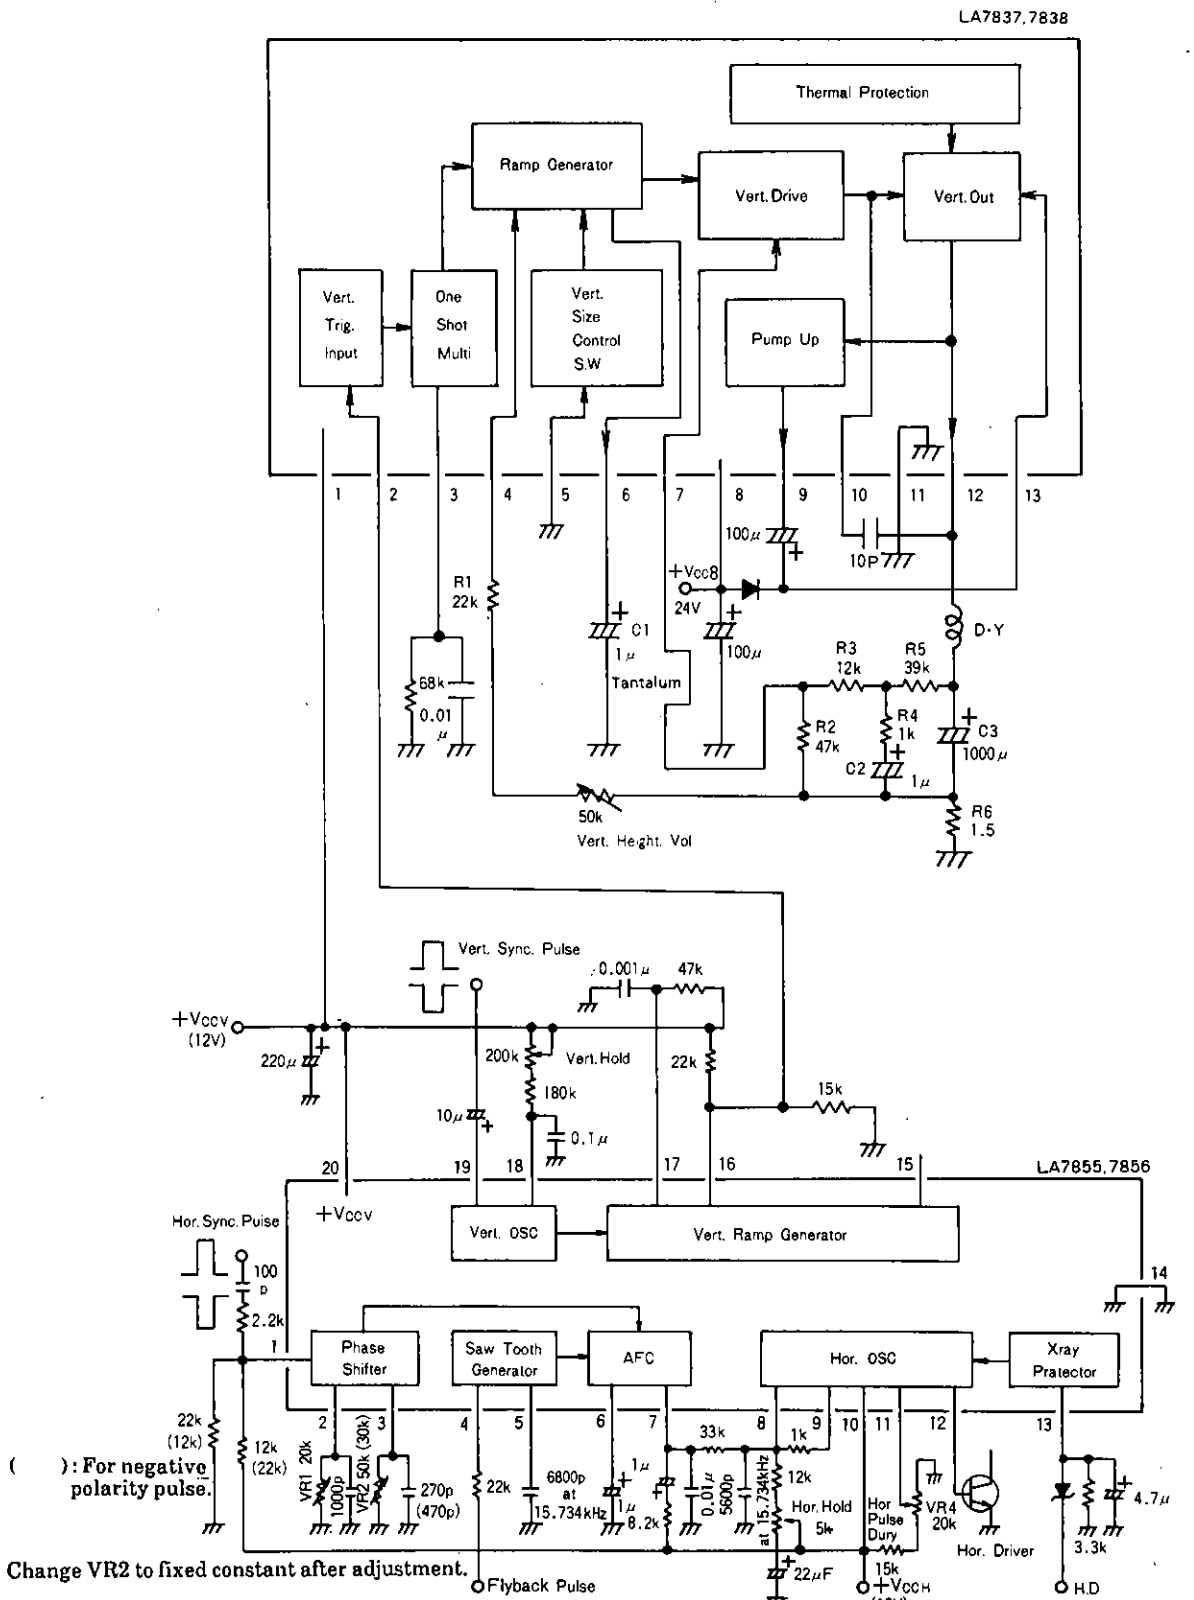 LA7837,7838
Thermal Protection
Ramp Generator
Vert. Drive
Vert. Out
Vert.
Trig.
Input
One
Shot
Multi
Vert.
Size
Control
S.W
Pump Up
1 2 3 4 5 6 7 8 9 10 11 12 13
100μ
+
10P
+Vcc8
24V
R1
22k
+
C1
1μ
Tantalum
+
100μ
D-Y
R3
12k
R5
39k
68k
0.01
μ
R2
47k
R4
1k
+
C2
1μ
+
C3
1000μ
50k
Vert. Height. Vol
R6
1.5
Vert. Sync. Pulse
0.001μ
47k
+VCCV
(12V)
220μ
+
200k
Vert. Hold
22k
180k
15k
10μ
+
0.1μ
20 19 18 17 16 15
LA7855,7856
+VCCV
Vert. OSC
Vert. Ramp Generator
Hor. Sync. Pulse
100
p
2.2k
14
1
Phase
Shifter
Saw Tooth
Generator
AFC
Hor. OSC
Xray
Pratector
2 3 4 5 6 7 8 9 10 11 12 13
22k
(12k)
12k
(22k)
( ): For negative
polarity pulse.
VR1 20k
1000p
VR2 50k (30k)
270p
(470p)
22k
6800p
at
15.734kHz
+
1μ
1μ
+
8.2k
33k
0.01μ
5600p
1k
12k
at 15.734kHz
Hor. Hold
5k
+
22μF
Hor
Pulse
Dury
15k
VR4
20k
Hor. Driver
3.3k
+
4.7μ
Change VR2 to fixed constant after adjustment.
Flyback Pulse
+VCCH
H.D